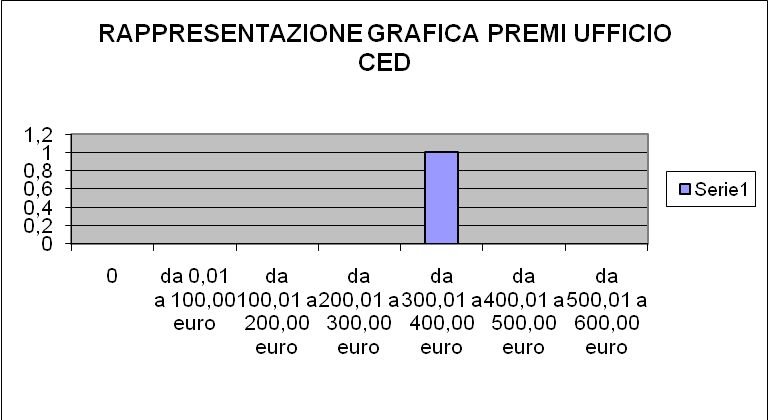 RAPPRESENTAZIONE GRAFICA PREMI UFFICIO
CED
1,2
1
0,8
0,6
0,4
0,2
0
Serie1
0
da 0,01
a 100,00
euro
da
100,01 a
200,00
euro
da
200,01 a
300,00
euro
da
300,01 a
400,00
euro
da
400,01 a
500,00
euro
da
500,01 a
600,00
euro